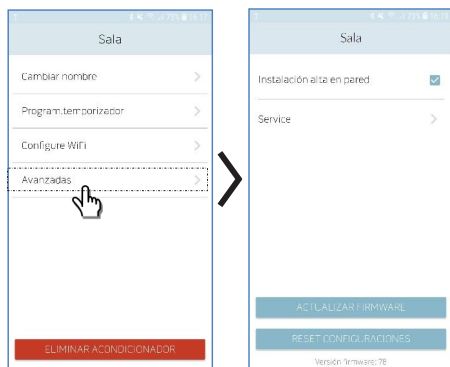 Sala
Cambiar nombre
Program.temporizador
Configure WiFi
Avanzadas
ELIMINAR ACONDICIONADOR
Sala
Instalación alta en pared
Service
ACTUALIZAR FIRMWARE
RESET CONFIGURACIONES
Versión firmware: 7B